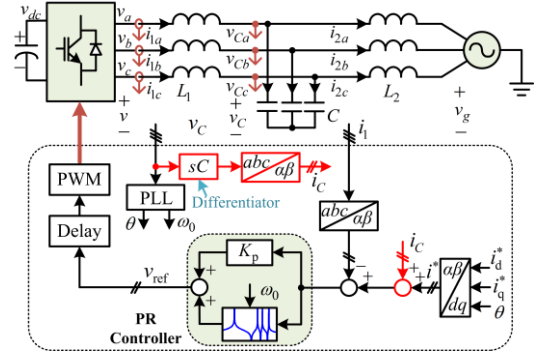 v_dc
v_a
v_b
v_c
i_1a
i_1b
i_1c
L_1
v
v_Ca
v_Cb
v_Cc
v_C
C
i_2a
i_2b
i_2c
L_2
v_g
v_C
i_1
sC
abc
αβ
i_C
PLL
Differentiator
θ
ω_0
abc
αβ
PWM
Delay
v_ref
K_p
ω_0
PR
Controller
i_C
i^*
αβ
dq
i_d^*
i_q^*
θ